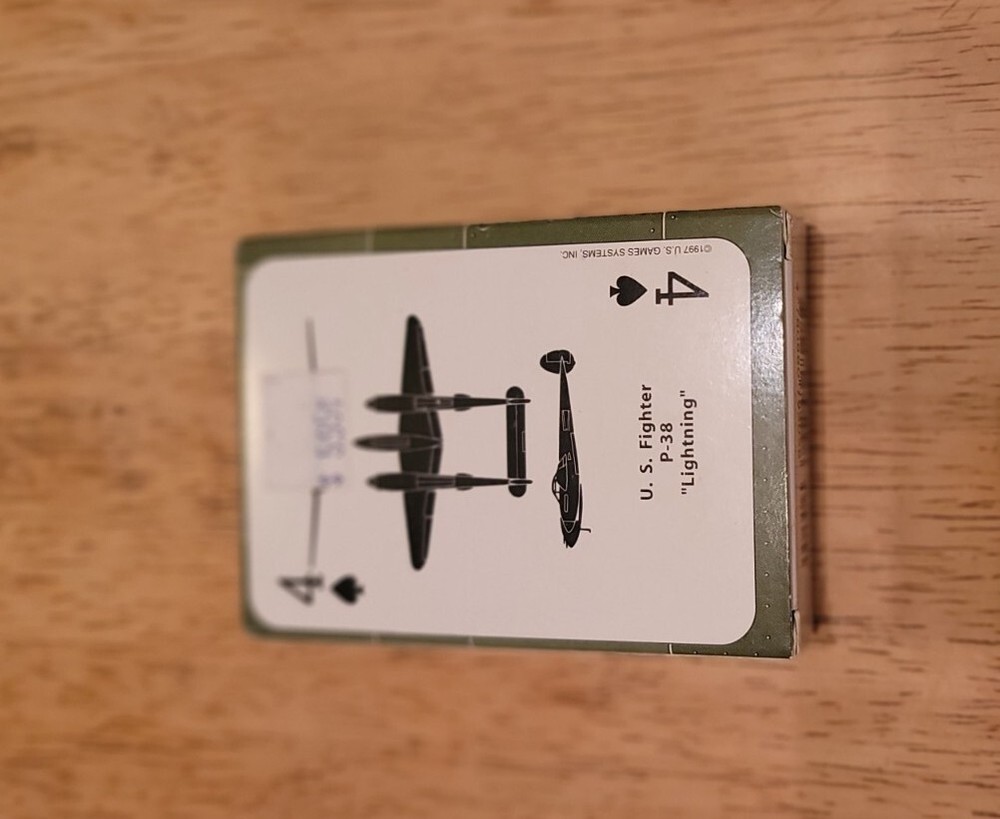 4
U. S. Fighter
P-38
"Lightning"
4
©1997 U.S. GAMES SYSTEMS, INC.